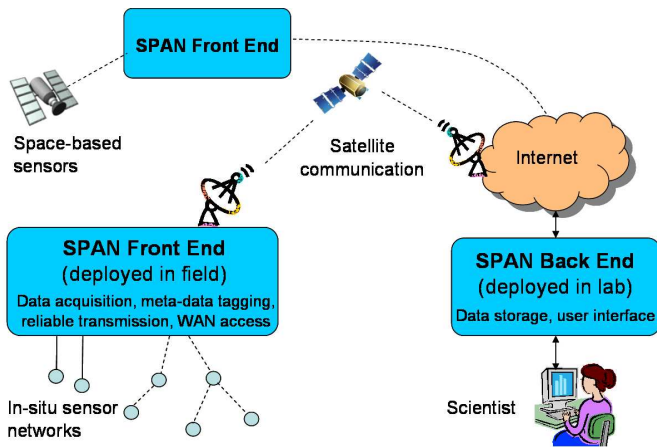 SPAN Front End
Space-based
sensors
Satellite
communication
Internet
SPAN Front End
(deployed in field)
Data acquisition, meta-data tagging,
reliable transmission, WAN access
SPAN Back End
(deployed in lab)
Data storage, user interface
In-situ sensor
networks
Scientist